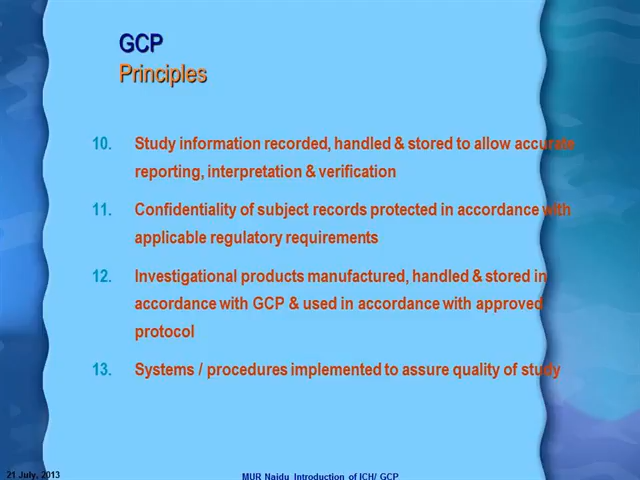 GCP
Principles
10. Study information recorded, handled & stored to allow accurate
reporting, interpretation & verification
11. Confidentiality of subject records protected in accordance with
applicable regulatory requirements
12. Investigational products manufactured, handled & stored in
accordance with GCP & used in accordance with approved
protocol
13. Systems / procedures implemented to assure quality of study
21 July, 2013
MUR Naidu Introduction of ICH/ GCP